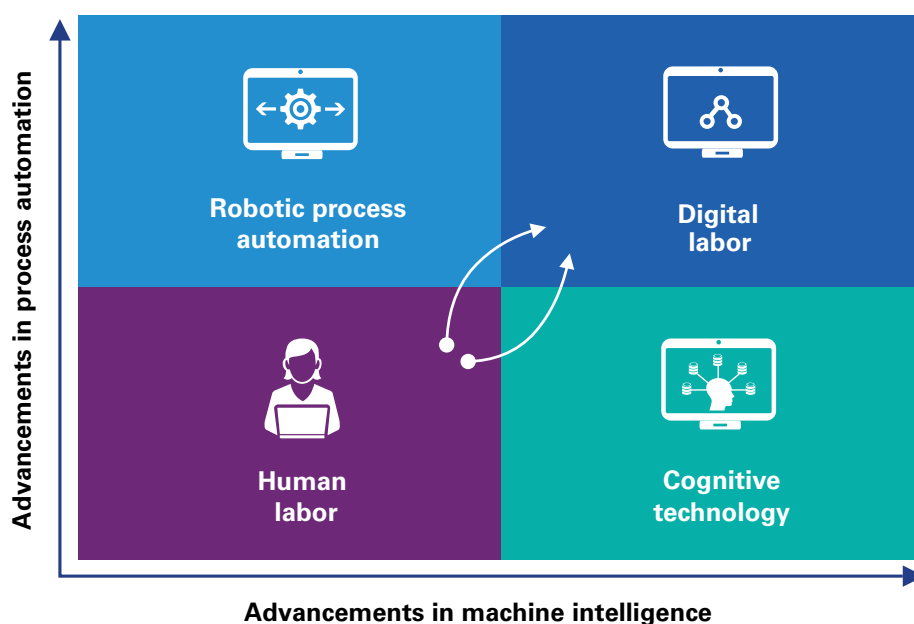 Advancements in process automation
Robotic process
automation
Digital
labor
Human
labor
Cognitive
technology
Advancements in machine intelligence